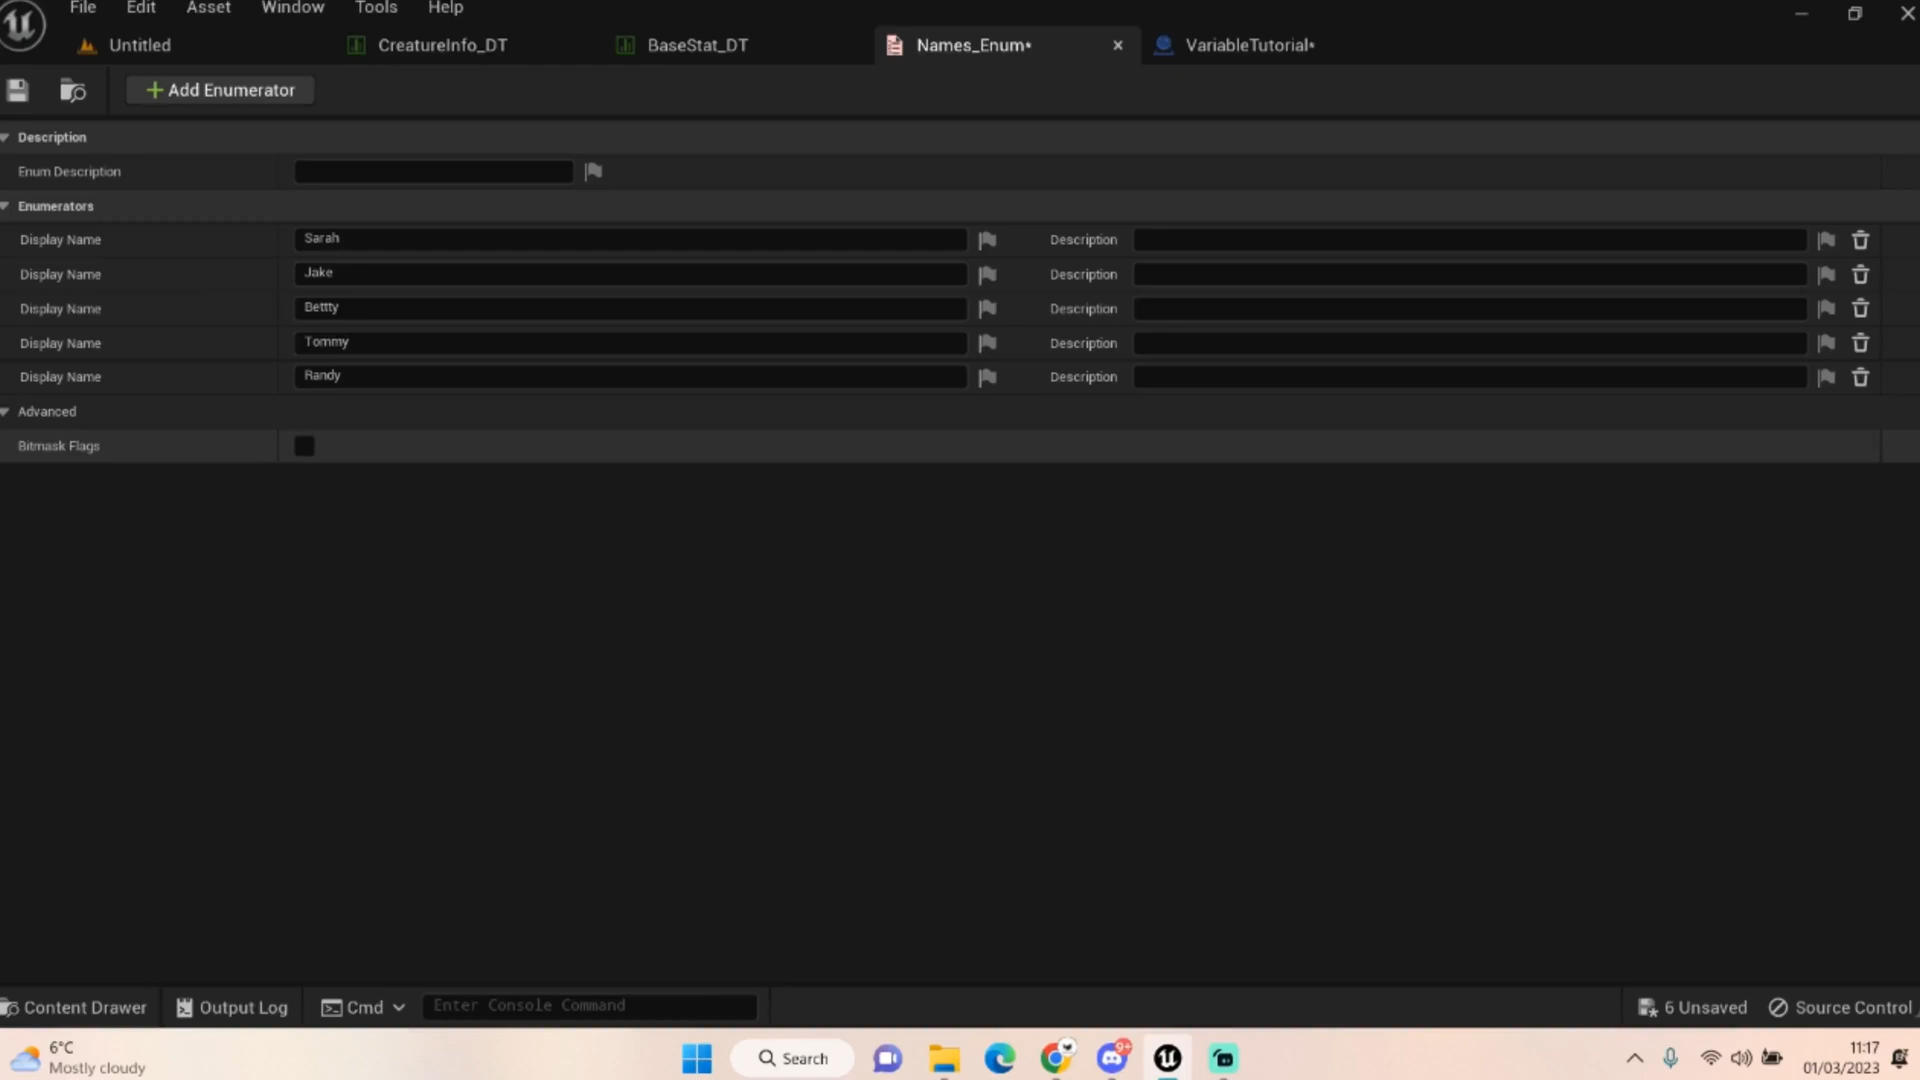 File Edit Asset Window Tools Help
Untitled CreatureInfo_DT BaseStat_DT Names_Enum* VariableTutorial*
Add Enumerator
Description
Enum Description
Enumerators
Display Name Sarah Description
Display Name Jake Description
Display Name Bettty Description
Display Name Tommy Description
Display Name Randy Description
Advanced
Bitmask Flags
Content Drawer Output Log Cmd Enter Console Command 6 Unsaved Source Control
6°C
Mostly cloudy
Search
9+
11:17
01/03/2023